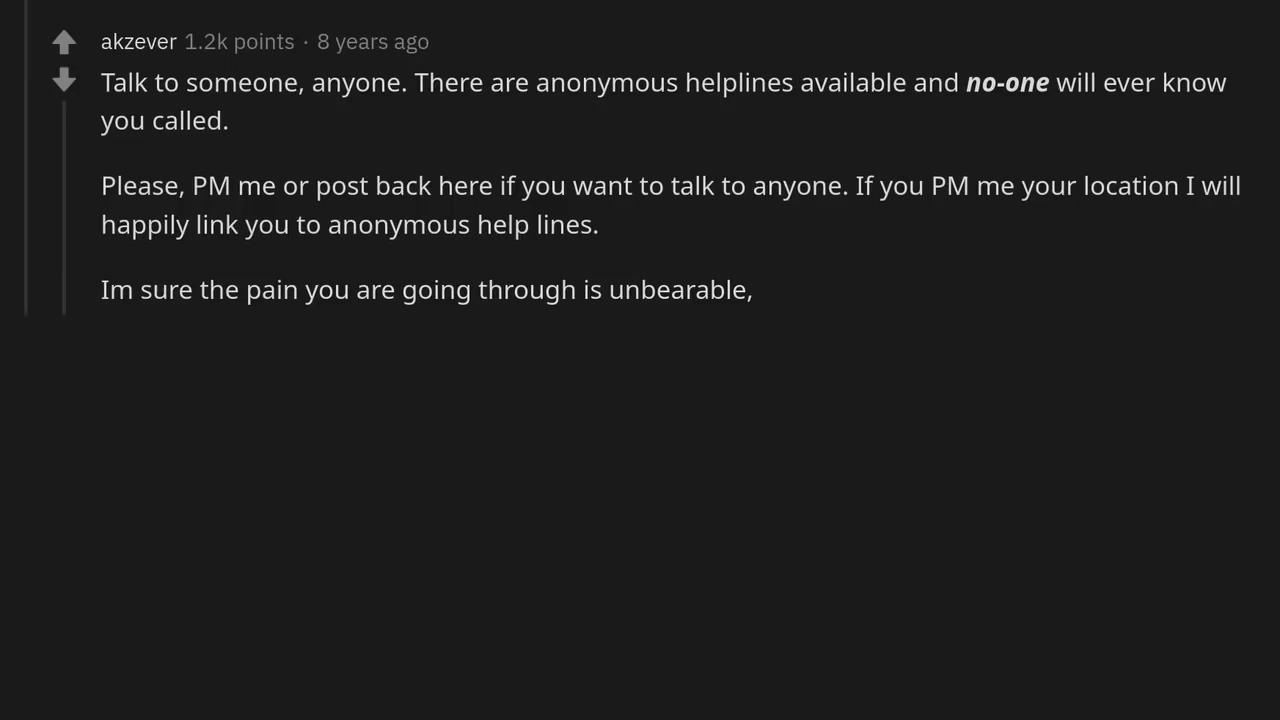 akzever 1.2k points · 8 years ago
Talk to someone, anyone. There are anonymous helplines available and no-one will ever know
you called.
Please, PM me or post back here if you want to talk to anyone. If you PM me your location I will
happily link you to anonymous help lines.
Im sure the pain you are going through is unbearable,